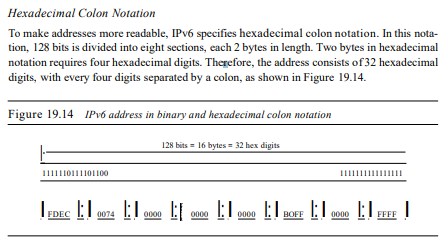 Hexadecimal Colon Notation
To make addresses more readable, IPv6 specifies hexadecimal colon notation. In this nota-
tion, 128 bits is divided into eight sections, each 2 bytes in length. Two bytes in hexadecimal
notation requires four hexadecimal digits. Therefore, the address consists of 32 hexadecimal
digits, with every four digits separated by a colon, as shown in Figure 19.14.
Figure 19.14 IPv6 address in binary and hexadecimal colon notation
128 bits = 16 bytes = 32 hex digits
1111110111101100 1111111111111111
FDEC : 0074 : 0000 : 0000 : 0000 : BOFF : 0000 : FFFF